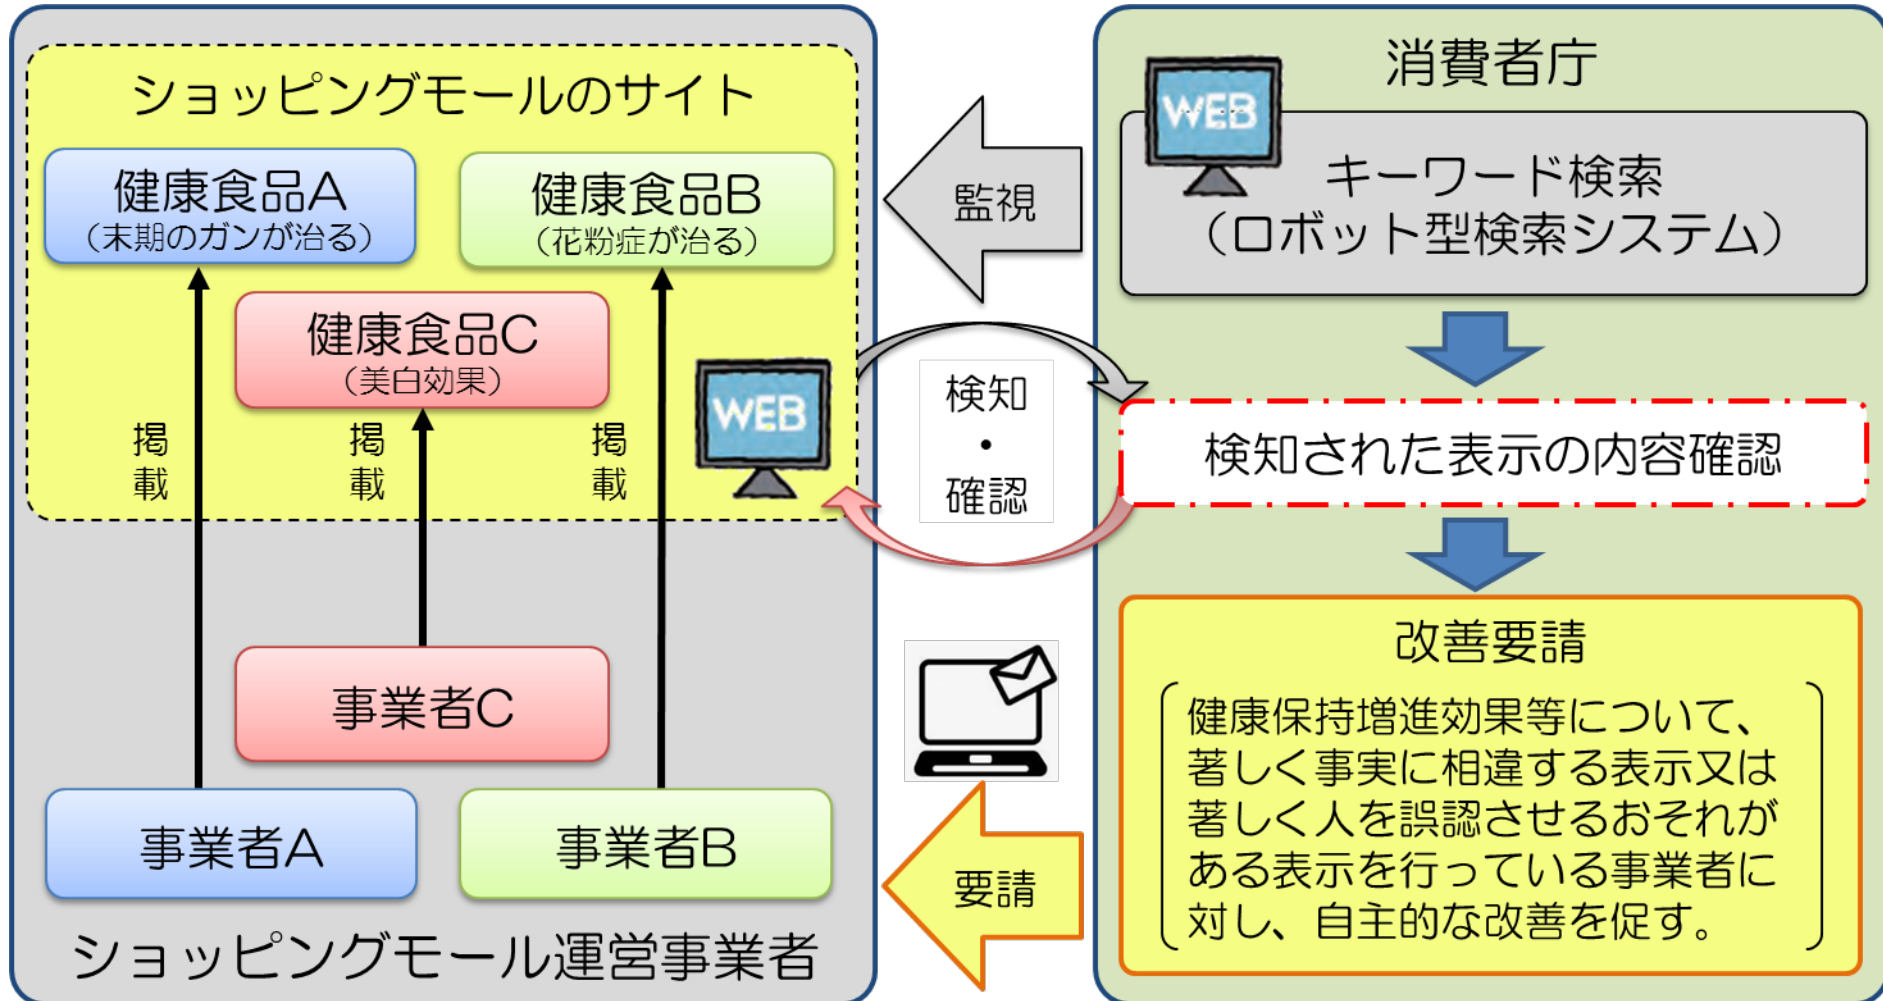 ショッピングモールのサイト
健康食品A
（末期のガンが治る）
健康食品B
（花粉症が治る）
健康食品C
（美白効果）
掲載
掲載
掲載
WEB
事業者C
事業者A
事業者B
ショッピングモール運営事業者
監視
検知
・
確認
要請
消費者庁
WEB
キーワード検索
（ロボット型検索システム）
検知された表示の内容確認
改善要請
健康保持増進効果等について、
著しく事実に相違する表示又は
著しく人を誤認させるおそれが
ある表示を行っている事業者に
対し、自主的な改善を促す。